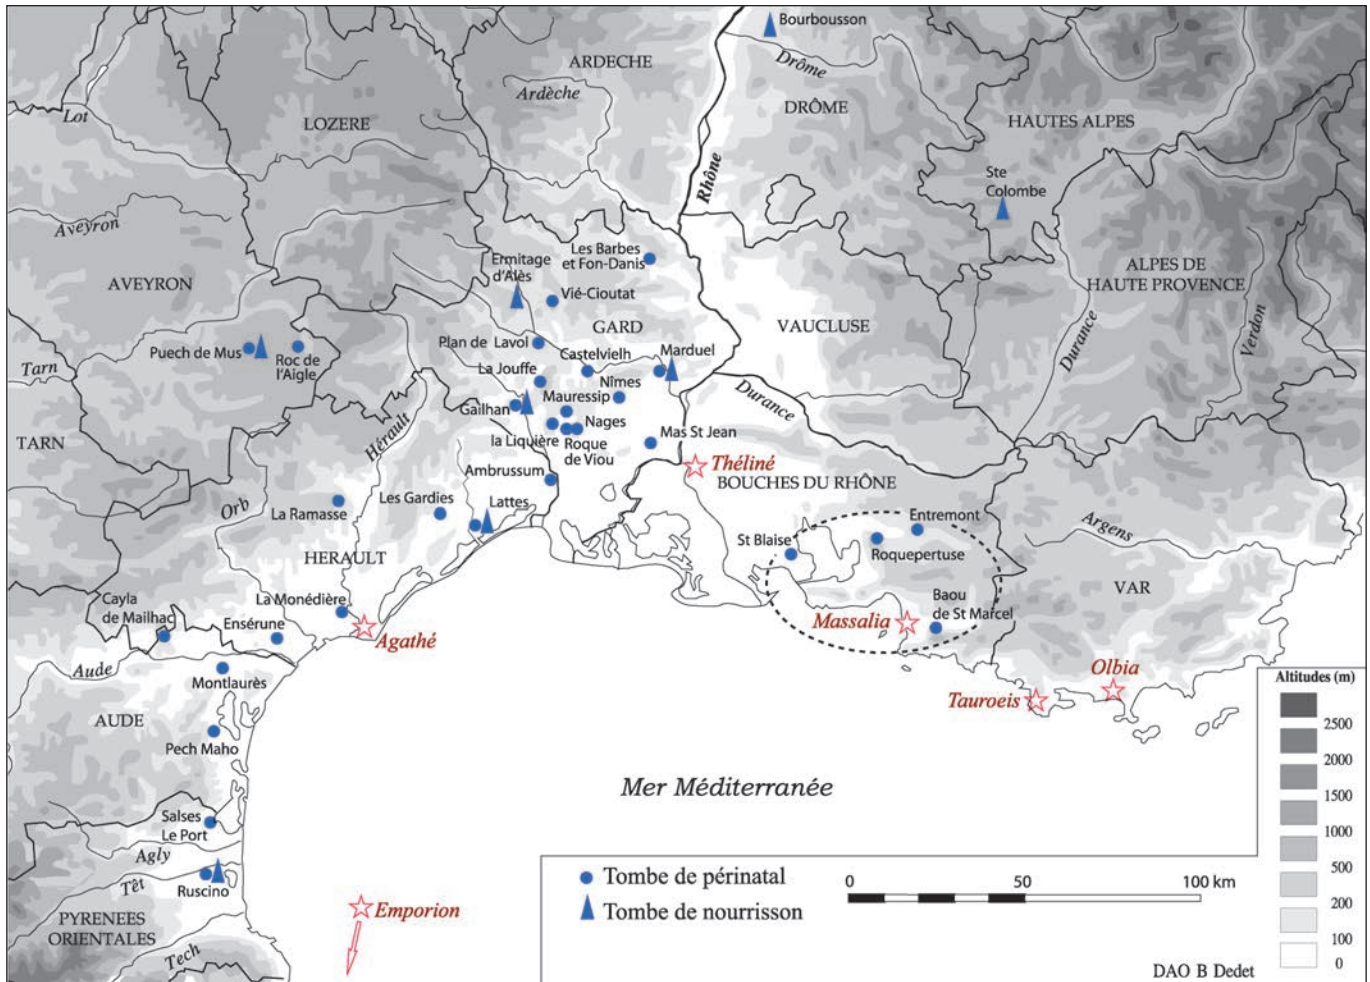 Bourbousson
Drôme
ARDECHE
Ardèche
DRÔME
Lot
LOZERE
HAUTES ALPES
Rhône
Ste
Colombe
Aveyron
Les Barbes
et Fon-Danis
Ermitage
d'Alès
ALPES DE
HAUTE PROVENCE
AVEYRON
Vié-Cioutat
GARD
VAUCLUSE
Durance
Verdon
Puech de Mus
Roc de
l'Aigle
Plan de Lavol
Castelvielh
Marduel
Tarn
La Jouffe
Nîmes
Mauressip
Durance
Gailhan
Nages
TARN
Hérault
la Liquière
Roque
de Viou
Mas St Jean
Théliné
Ambrussum
BOUCHES DU RHÔNE
Orb
La Ramasse
Les Gardies
Lattes
Entremont
Argens
St Blaise
Roquepertuse
HERAULT
VAR
Cayla
de Mailhac
La Monédière
Baou
de St Marcel
Ensérune
Massalia
Agathé
Aude
Montlaurès
Olbia
Tauroeis
Altitudes (m)
AUDE
Pech Maho
2500
2000
1500
1000
500
200
100
0
Mer Méditerranée
Salses
Le Port
Agly
Têt
Ruscino
Tombe de périnatal
Tombe de nourrisson
0 50 100 km
Emporion
PYRENEES
ORIENTALES
Tech
DAO B Dedet